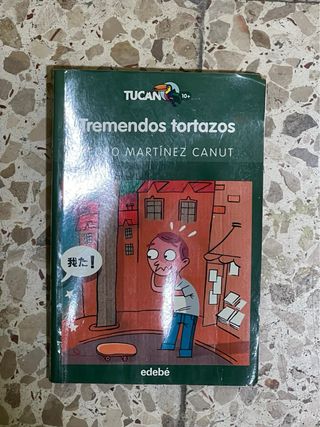 TUCAN
10+
Tremendos tortazos
MARTÍNEZ CANUT
我た!
edebé